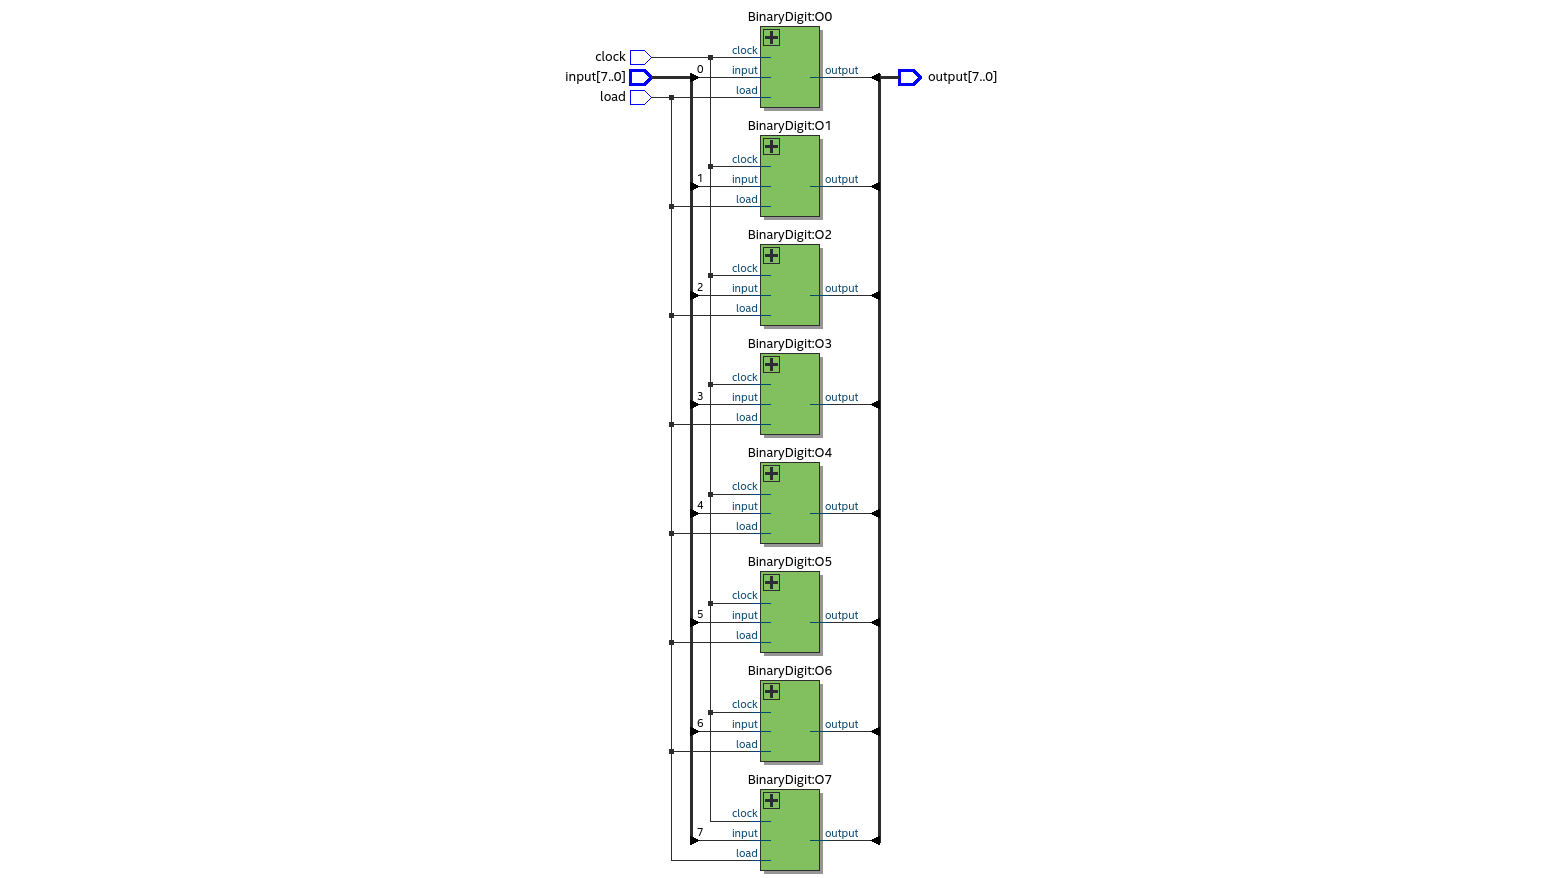 BinaryDigit:O0
clock
clock
input[7..0]
0
input
output
output[7..0]
load
load
BinaryDigit:O1
clock
1
input
output
load
BinaryDigit:O2
clock
2
input
output
load
BinaryDigit:O3
clock
3
input
output
load
BinaryDigit:O4
clock
4
input
output
load
BinaryDigit:O5
clock
5
input
output
load
BinaryDigit:O6
clock
6
input
output
load
BinaryDigit:O7
clock
7
input
output
load